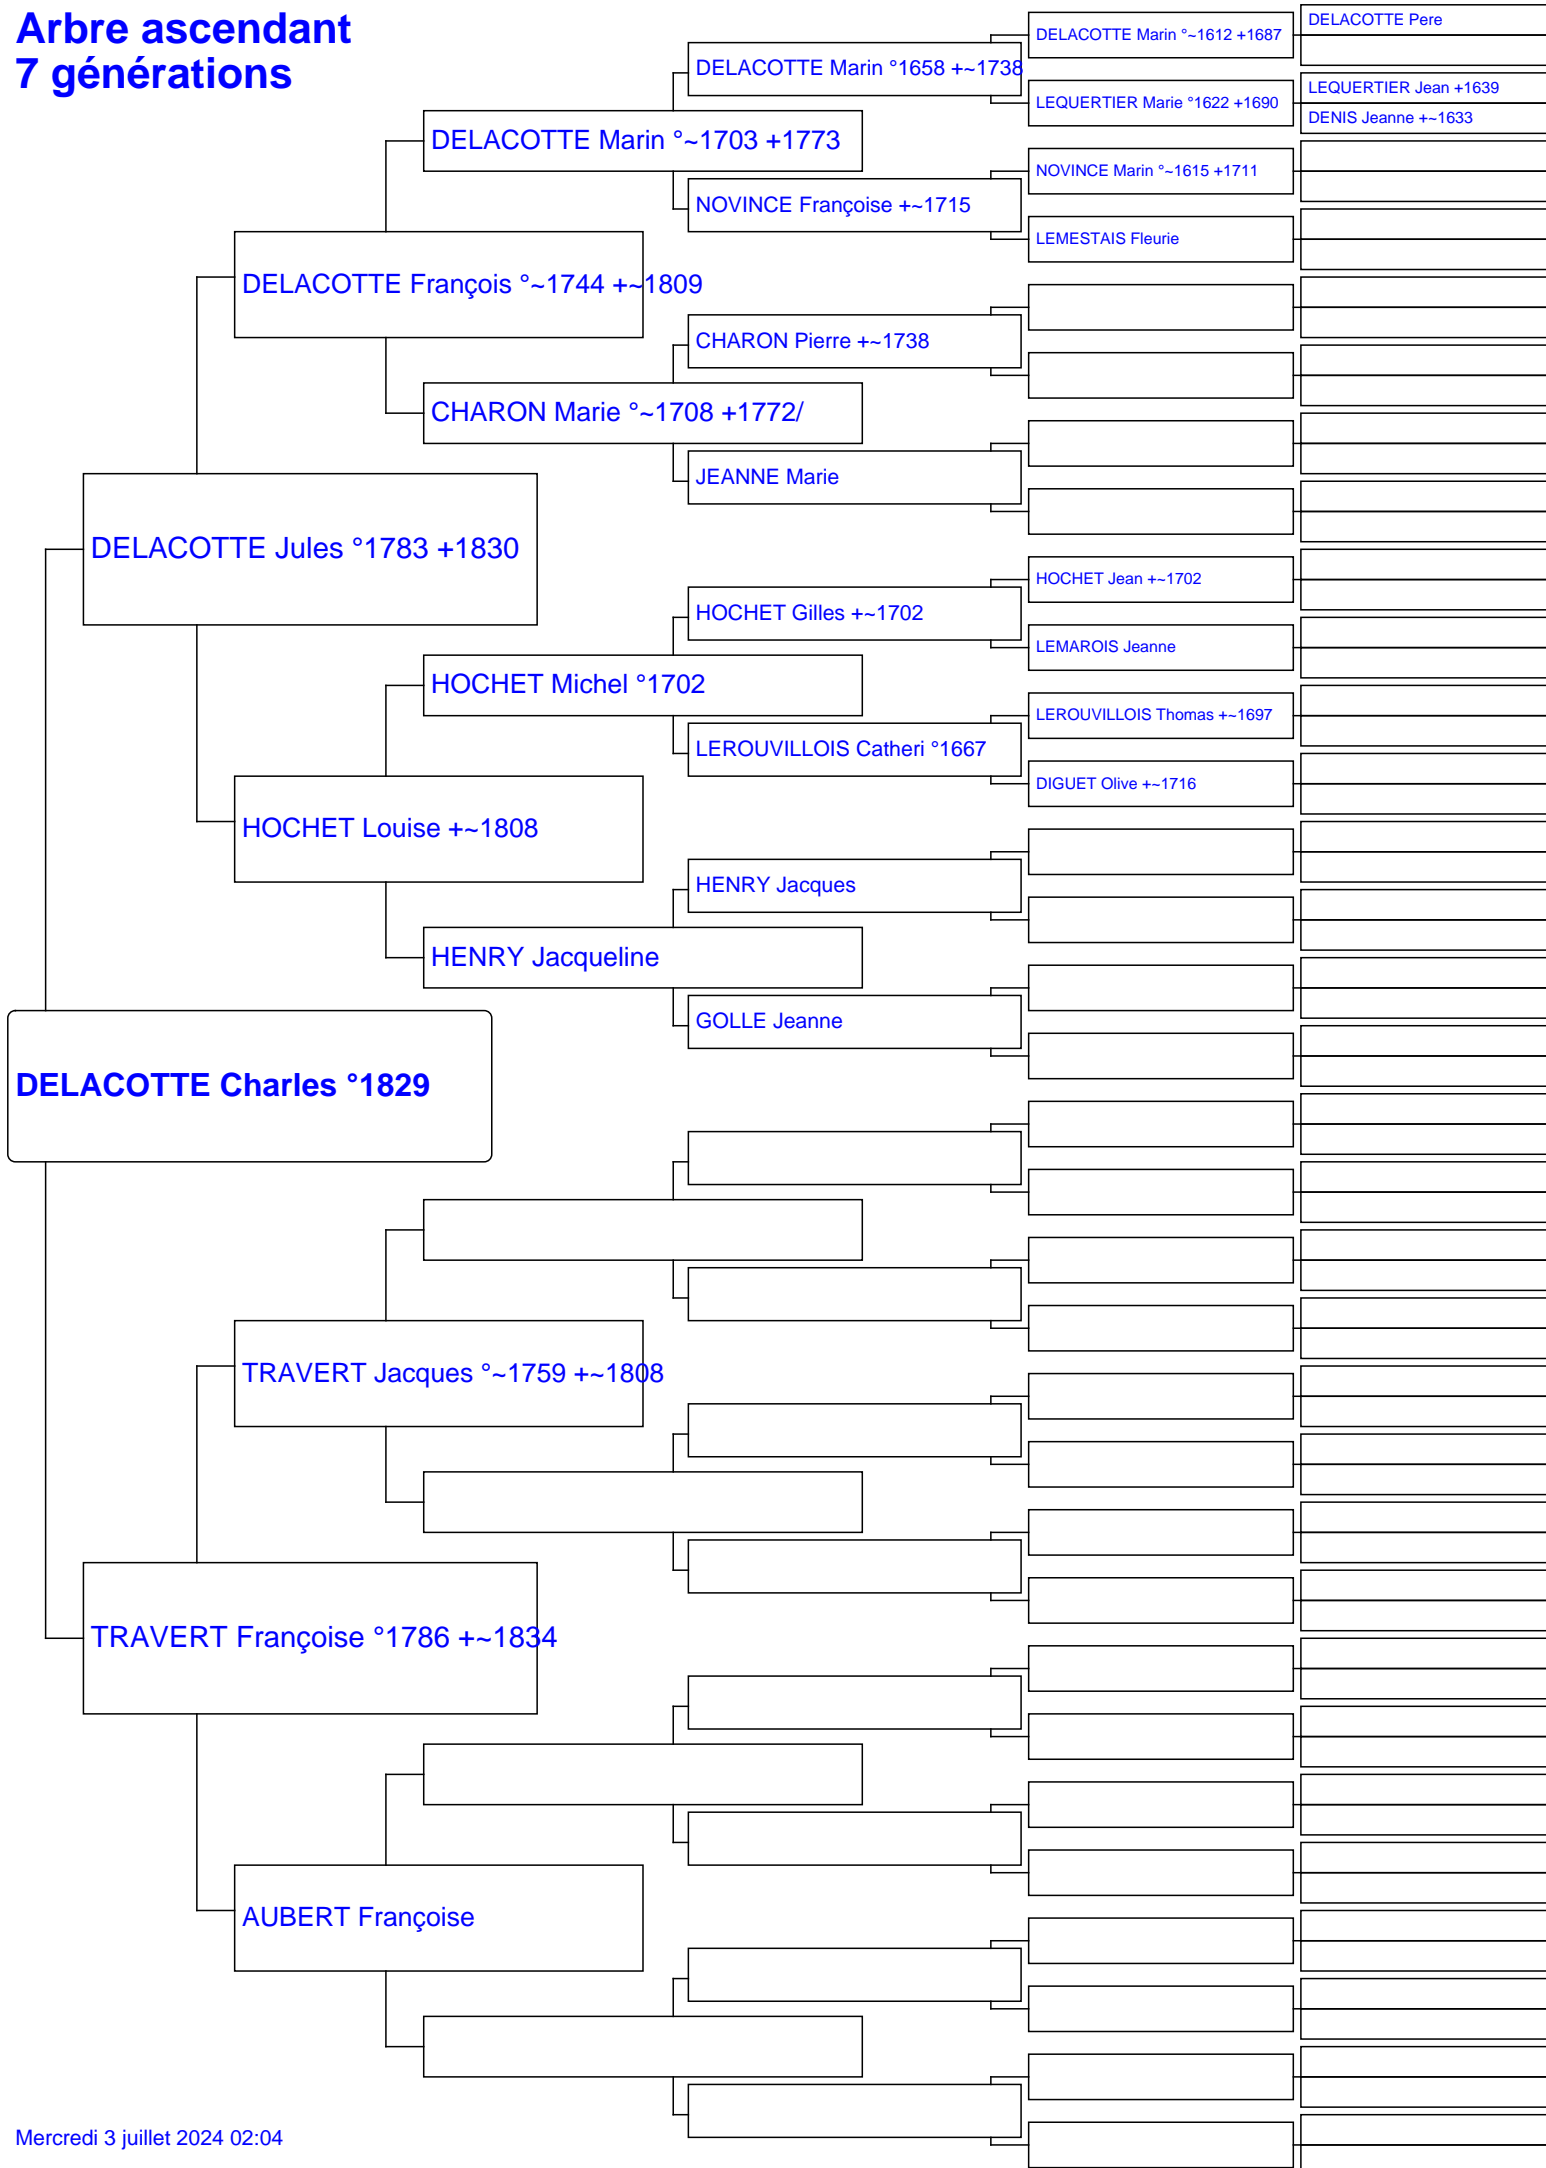 Arbre ascendant
7 générations
DELACOTTE Pere
DELACOTTE Marin °~1612 +1687
DELACOTTE Marin °1658 +~1738
LEQUERTIER Jean +1639
LEQUERTIER Marie °1622 +1690
DENIS Jeanne +~1633
DELACOTTE Marin °~1703 +1773
NOVINCE Marin °~1615 +1711
NOVINCE Françoise +~1715
LEMESTAIS Fleurie
DELACOTTE François °~1744 +~1809
CHARON Pierre +~1738
CHARON Marie °~1708 +1772/
JEANNE Marie
DELACOTTE Jules °1783 +1830
HOCHET Jean +~1702
HOCHET Gilles +~1702
LEMAROIS Jeanne
HOCHET Michel °1702
LEROUVILLOIS Thomas +~1697
LEROUVILLOIS Catheri °1667
DIGUET Olive +~1716
HOCHET Louise +~1808
HENRY Jacques
HENRY Jacqueline
GOLLE Jeanne
DELACOTTE Charles °1829
TRAVERT Jacques °~1759 +~1808
TRAVERT Françoise °1786 +~1834
AUBERT Françoise
Mercredi 3 juillet 2024 02:04